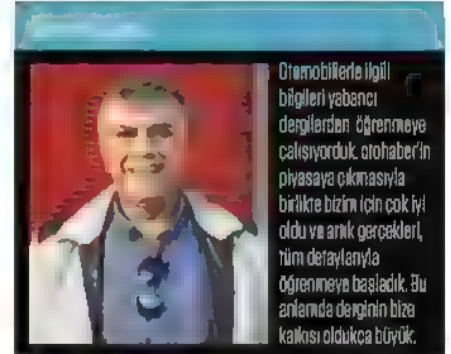 Otomobillerle ilgili
bilgileri yabancı
dergilerden öğrenmeye
çalışıyorduk. otohaber'in
piyasaya çıkmasıyla
birlikte bizim için çok iyi
oldu ve artık gerçekleri,
tüm detaylarıyla
öğrenmeye başladık. Bu
anlamda derginin bize
katkısı oldukça büyük.